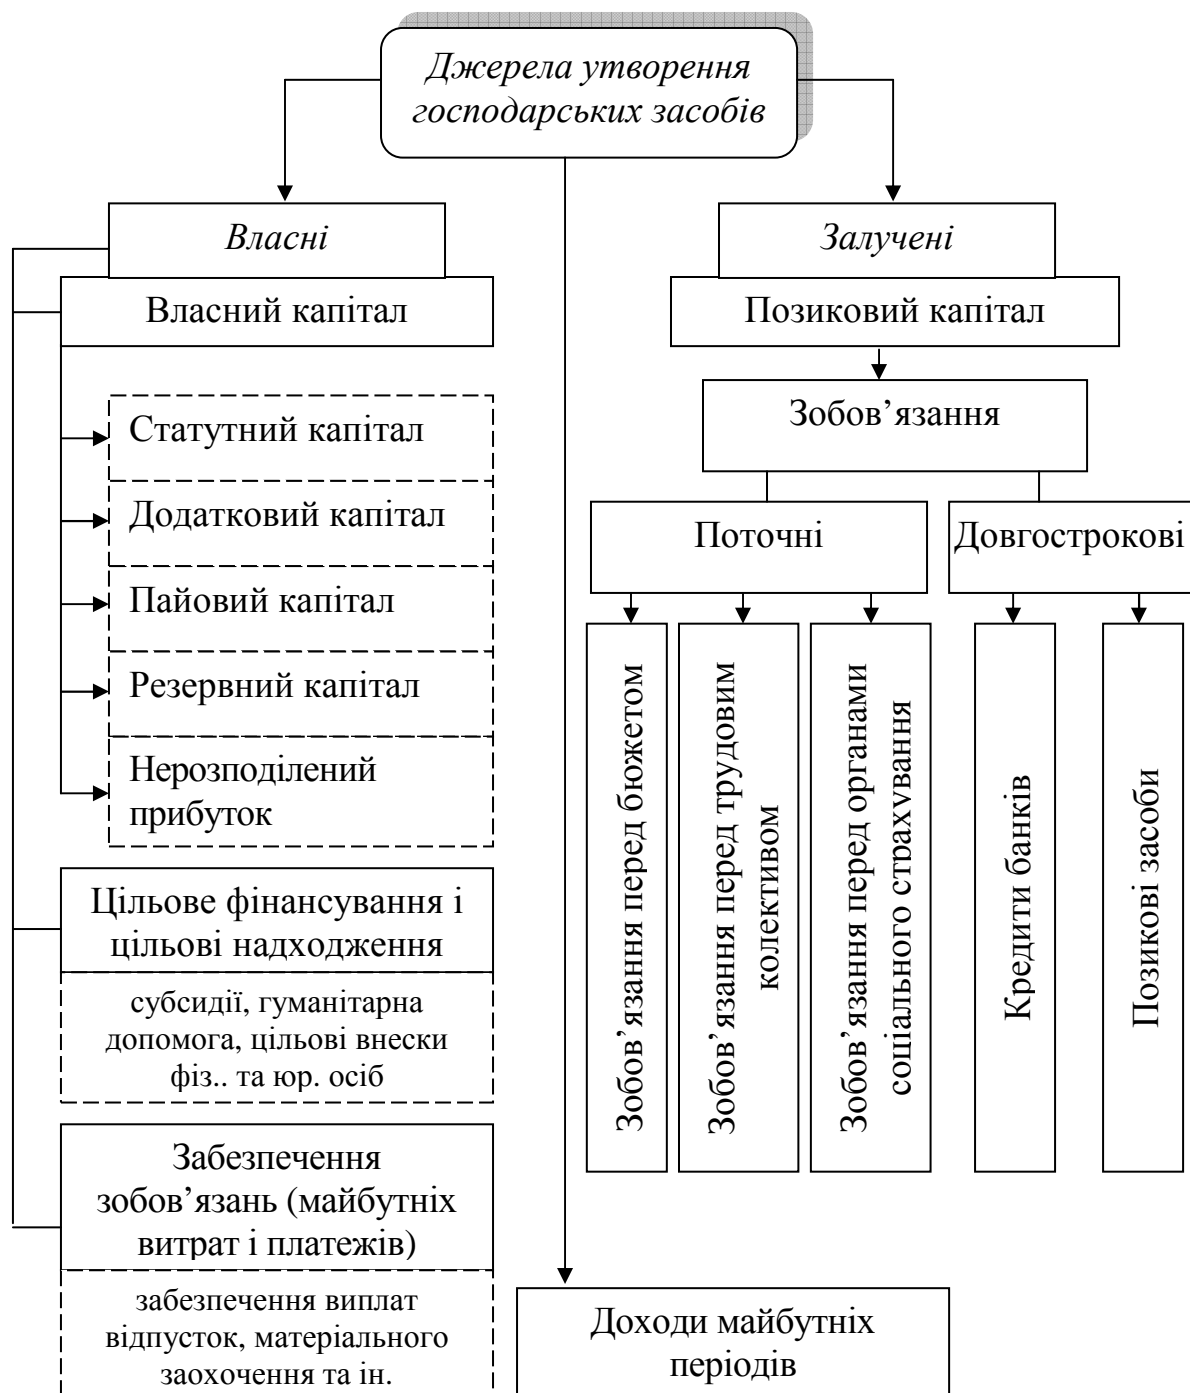 Джерела утворення
господарських засобів
Власні
Власний капітал
Статутний капітал
Додатковий капітал
Пайовий капітал
Резервний капітал
Нерозподілений
прибуток
Цільове фінансування і
цільові надходження
субсидії, гуманітарна
допомога, цільові внески
фіз.. та юр. осіб
Забезпечення
зобов’язань (майбутніх
витрат і платежів)
забезпечення виплат
відпусток, матеріального
заохочення та ін.
Залучені
Позиковий капітал
Зобов’язання
Поточні
Довгострокові
Зобов’язання перед бюжетом
Зобов’язання перед трудовим
колективом
Зобов’язання перед органами
соціального страхування
Кредити банків
Позикові засоби
Доходи майбутніх
періодів